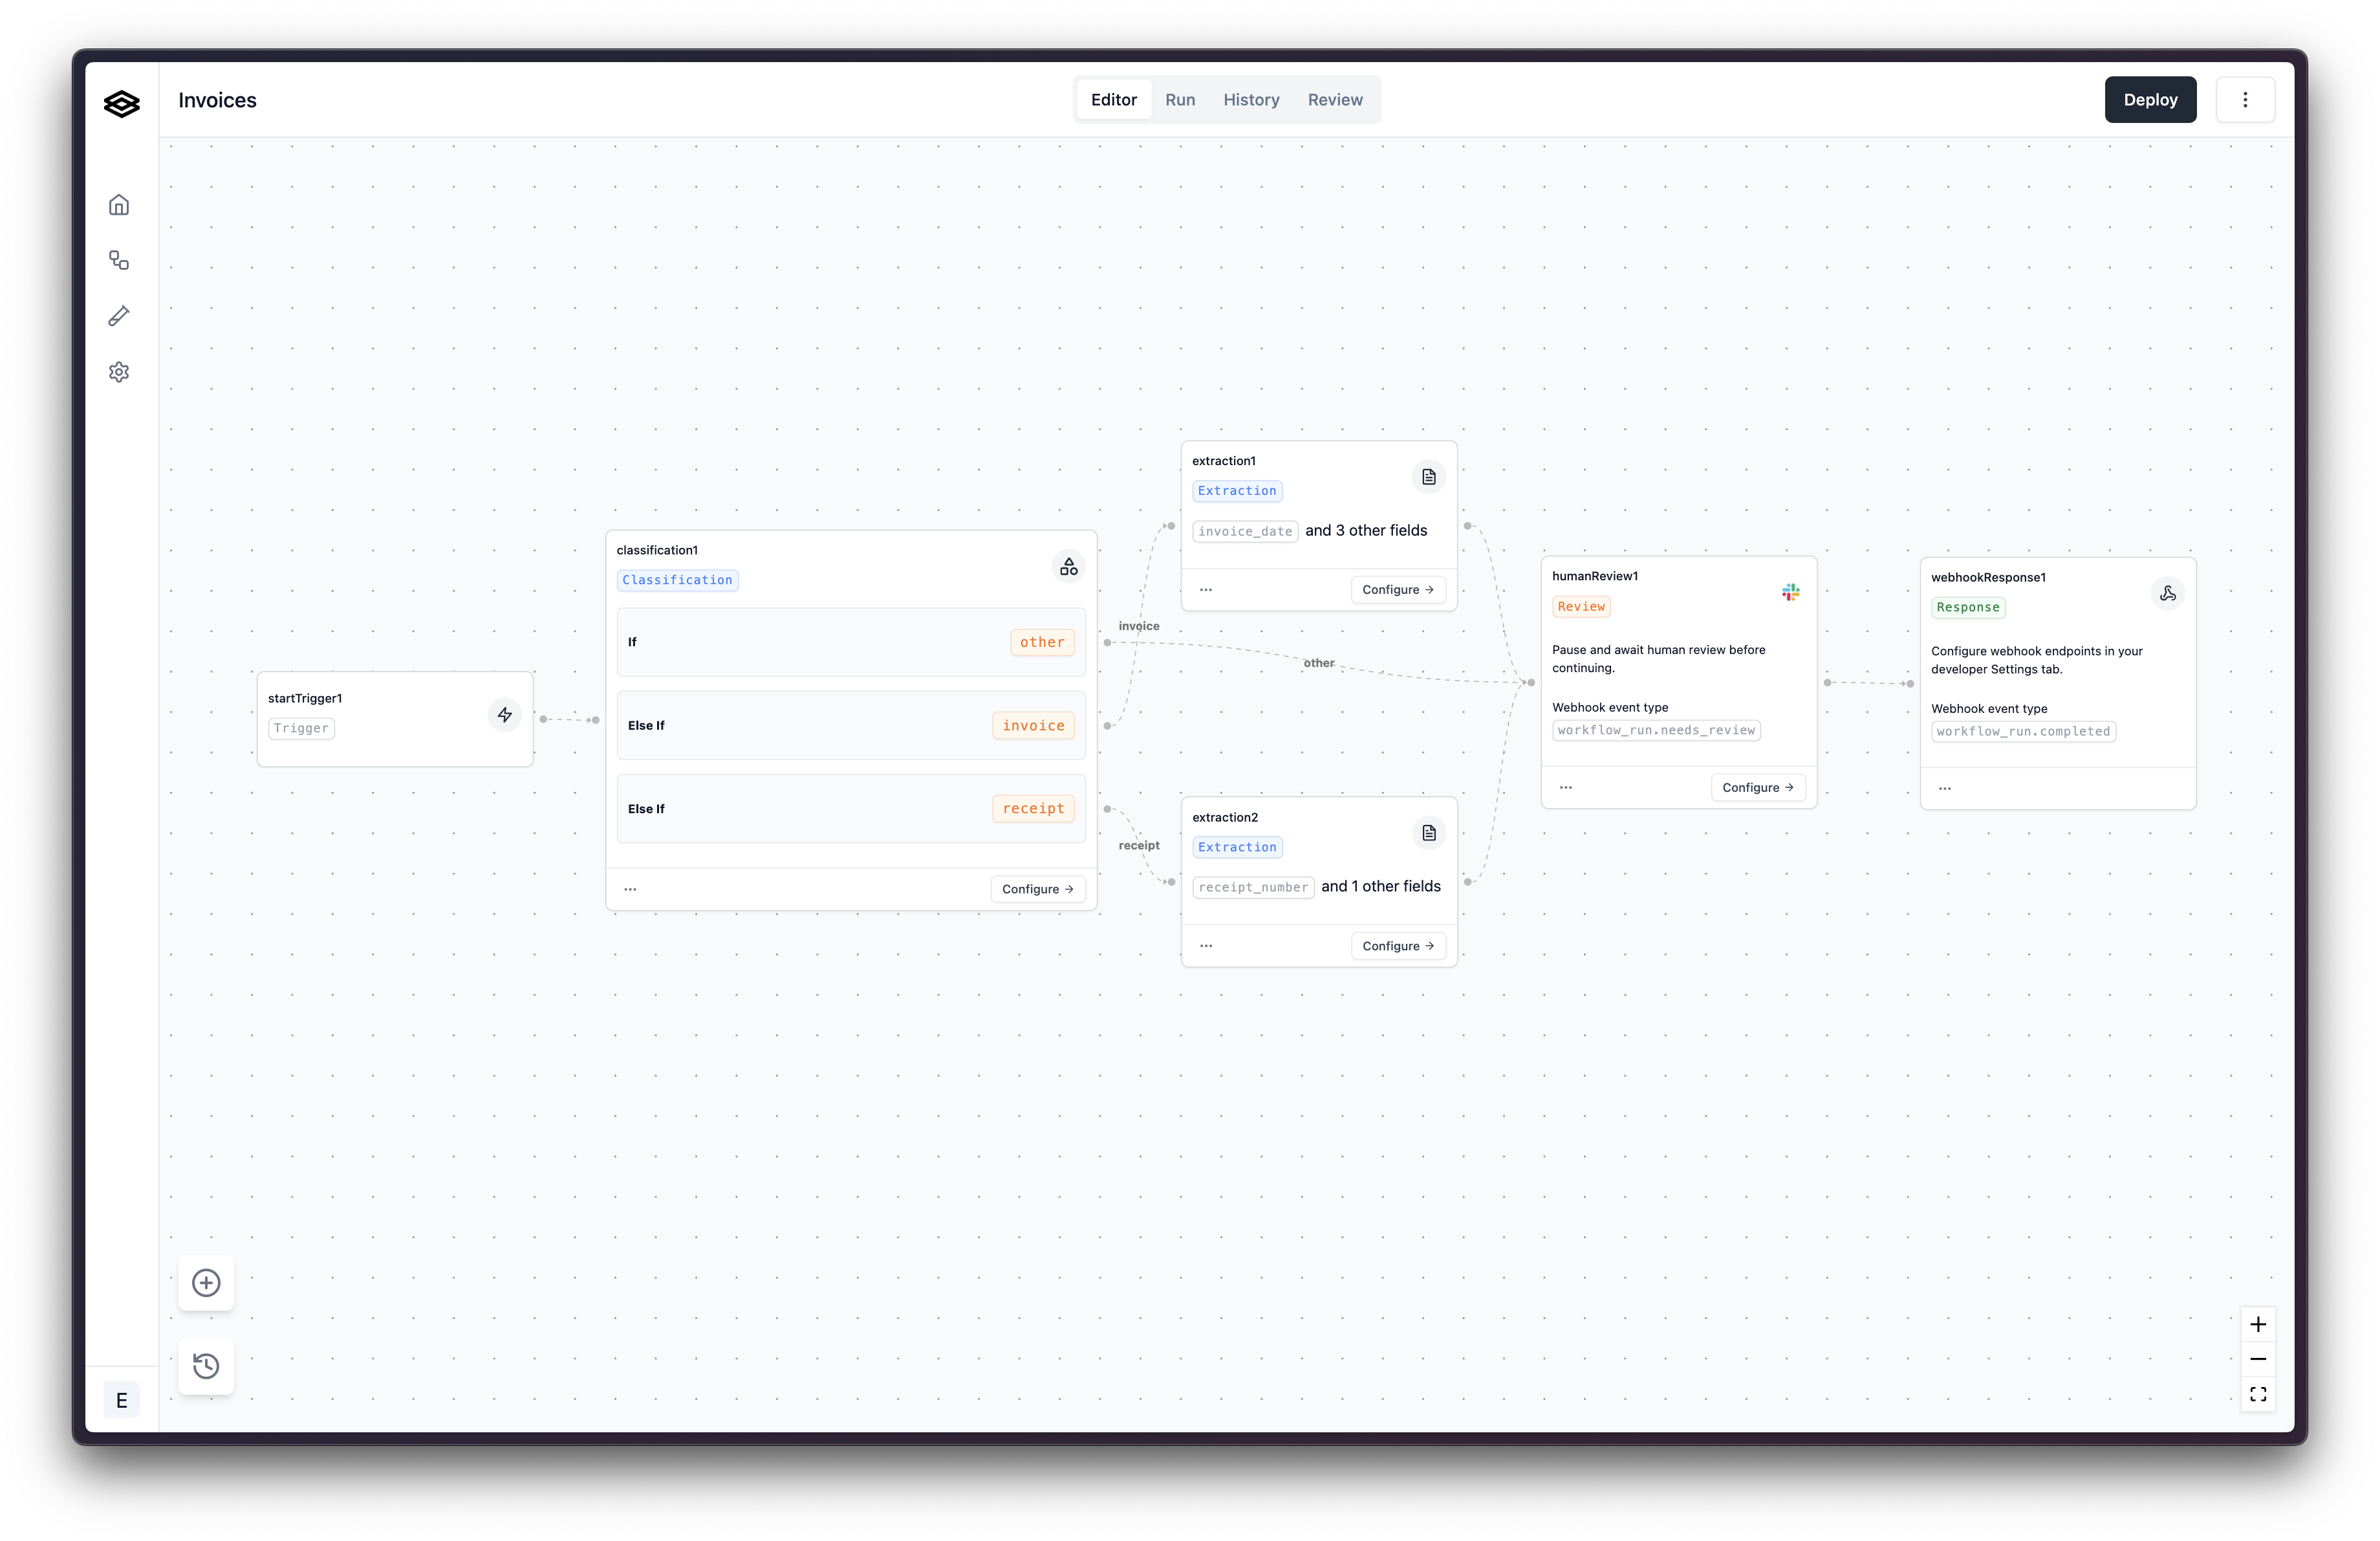 Invoices
Editor
Run
History
Review
Deploy
startTrigger1
Trigger
classification1
Classification
If
other
Else If
invoice
Else If
receipt
...
Configure →
invoice
other
receipt
extraction1
Extraction
invoice_date and 3 other fields
...
Configure →
extraction2
Extraction
receipt_number and 1 other fields
...
Configure →
humanReview1
Review
Pause and await human review before
continuing.
Webhook event type
workflow_run.needs_review
...
Configure →
webhookResponse1
Response
Configure webhook endpoints in your
developer Settings tab.
Webhook event type
workflow_run.completed
...
E